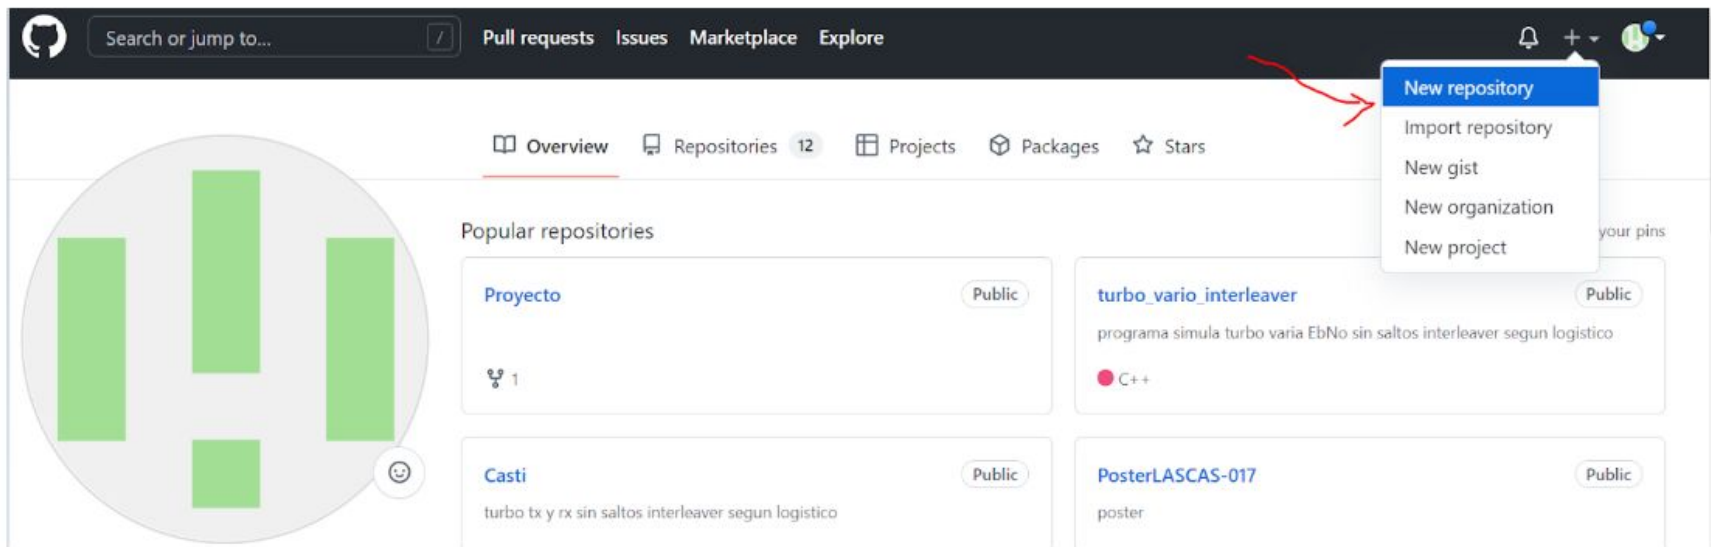 Search or jump to... /
Pull requests Issues Marketplace Explore
New repository
Import repository
New gist
New organization
New project
Overview Repositories 12 Projects Packages Stars
Popular repositories
your pins
Proyecto Public
1
turbo_vario_interleaver Public
programa simula turbo varia EbNo sin saltos interleaver segun logistico
C++
Casti Public
turbo tx y rx sin saltos interleaver segun logistico
PosterLASCAS-017 Public
poster